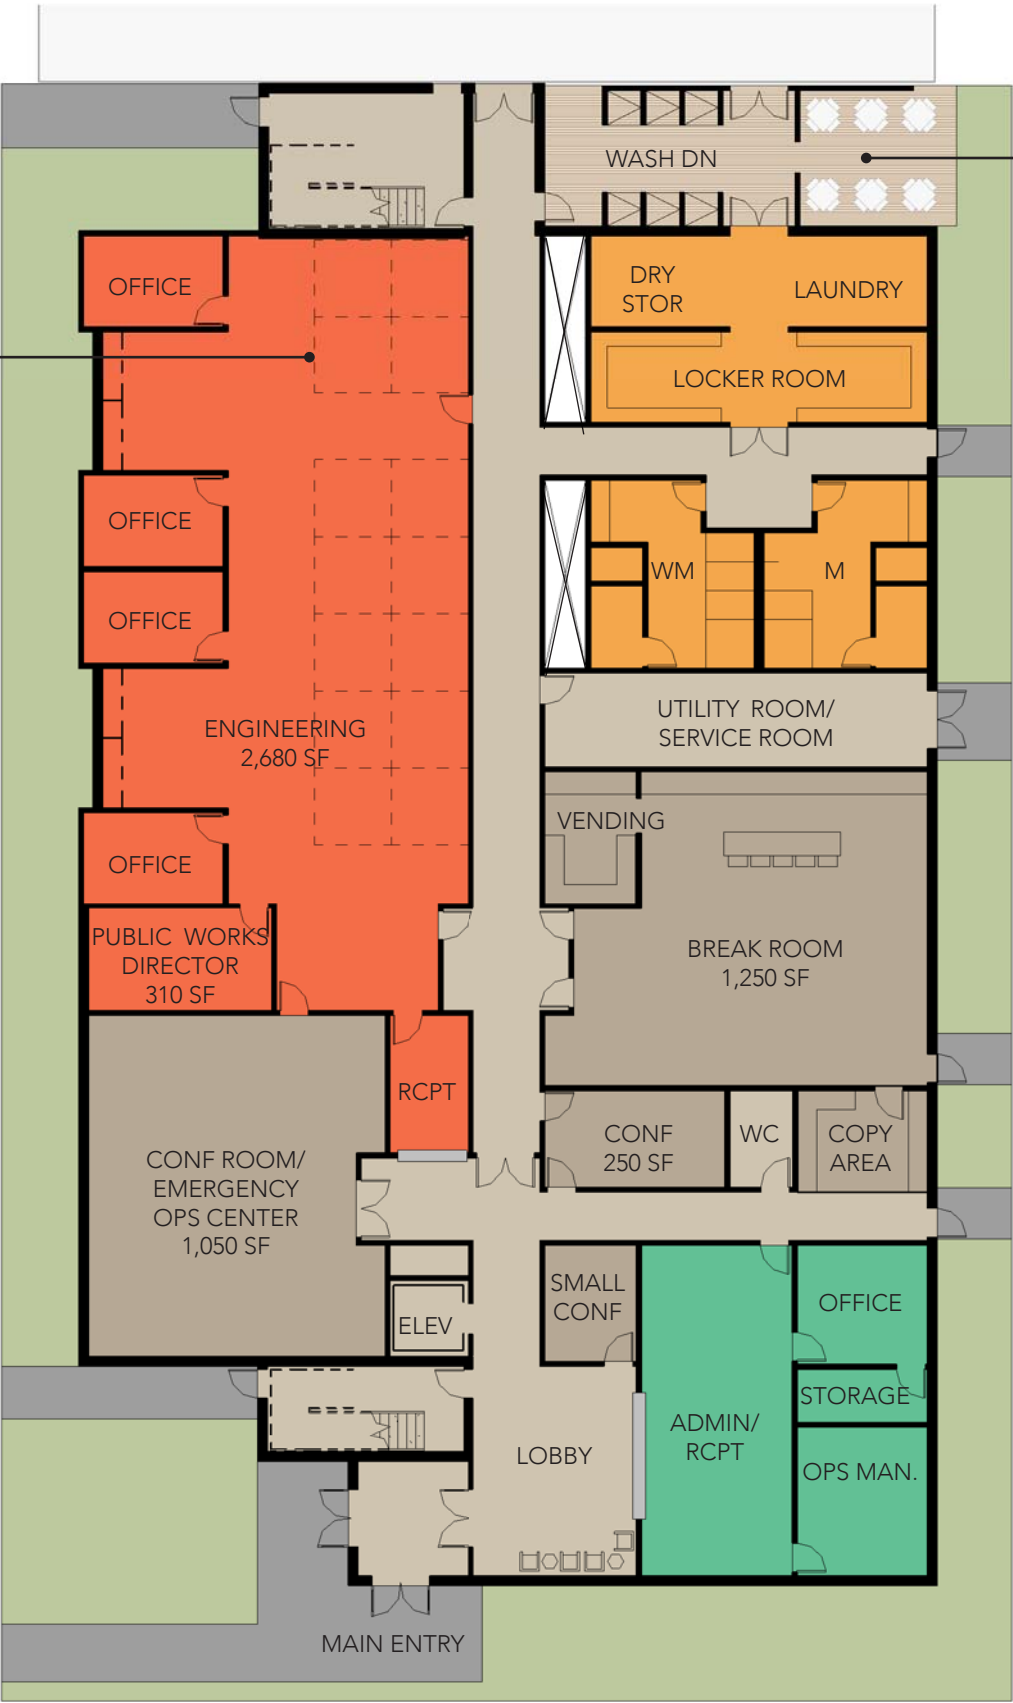 WASH DN
OFFICE
DRY
STOR
LAUNDRY
LOCKER ROOM
OFFICE
WM
M
OFFICE
ENGINEERING
2,680 SF
UTILITY ROOM/
SERVICE ROOM
VENDING
OFFICE
PUBLIC WORKS
DIRECTOR
310 SF
BREAK ROOM
1,250 SF
RCPT
CONF ROOM/
EMERGENCY
OPS CENTER
1,050 SF
CONF
250 SF
WC
COPY
AREA
SMALL
CONF
OFFICE
ELEV
STORAGE
ADMIN/
RCPT
LOBBY
OPS MAN.
MAIN ENTRY